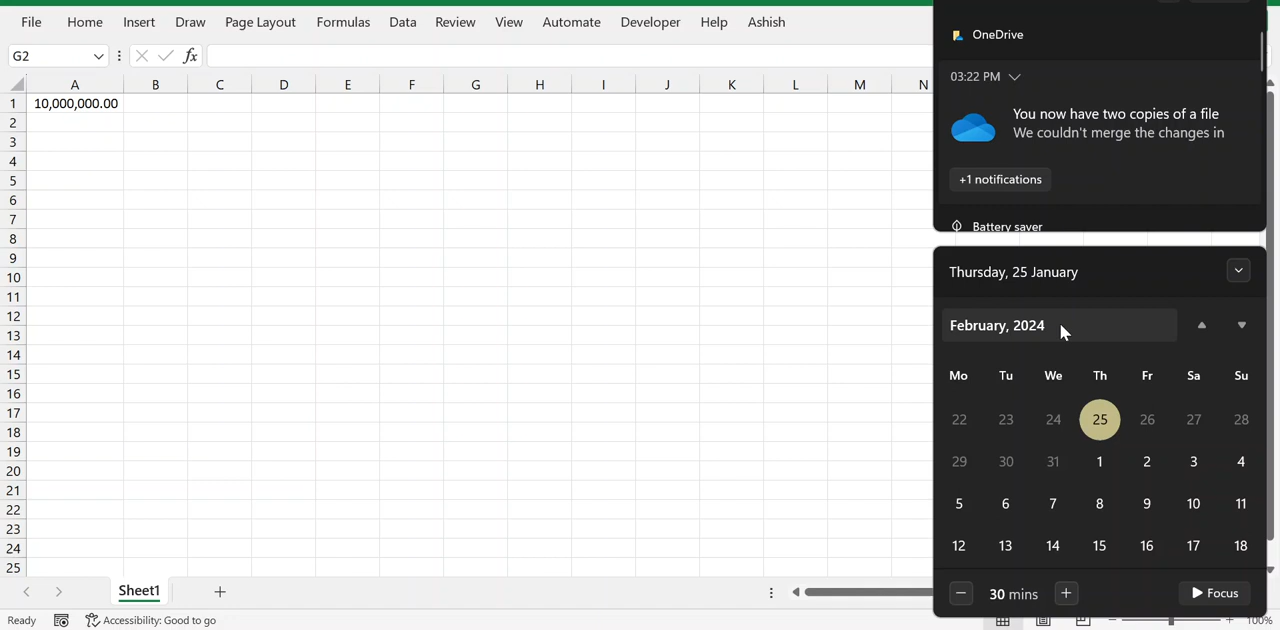 File Home Insert Draw Page Layout Formulas Data Review View Automate Developer Help Ashish
G2 fx
A B C D E F G H I J K L M N
1 10,000,000.00
2
3
4
5
6
7
8
9
10
11
12
13
14
15
16
17
18
19
20
21
22
23
24
25
Sheet1
Ready Accessibility: Good to go 100%
OneDrive
03:22 PM
You now have two copies of a file
We couldn't merge the changes in
+1 notifications
Battery saver
Thursday, 25 January
February, 2024
Mo Tu We Th Fr Sa Su
22 23 24 25 26 27 28
29 30 31 1 2 3 4
5 6 7 8 9 10 11
12 13 14 15 16 17 18
30 mins Focus